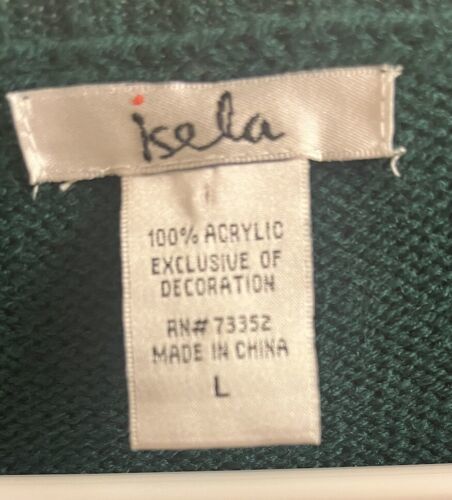 isela
100% ACRYLIC
EXCLUSIVE OF
DECORATION
RN# 73352
MADE IN CHINA
L